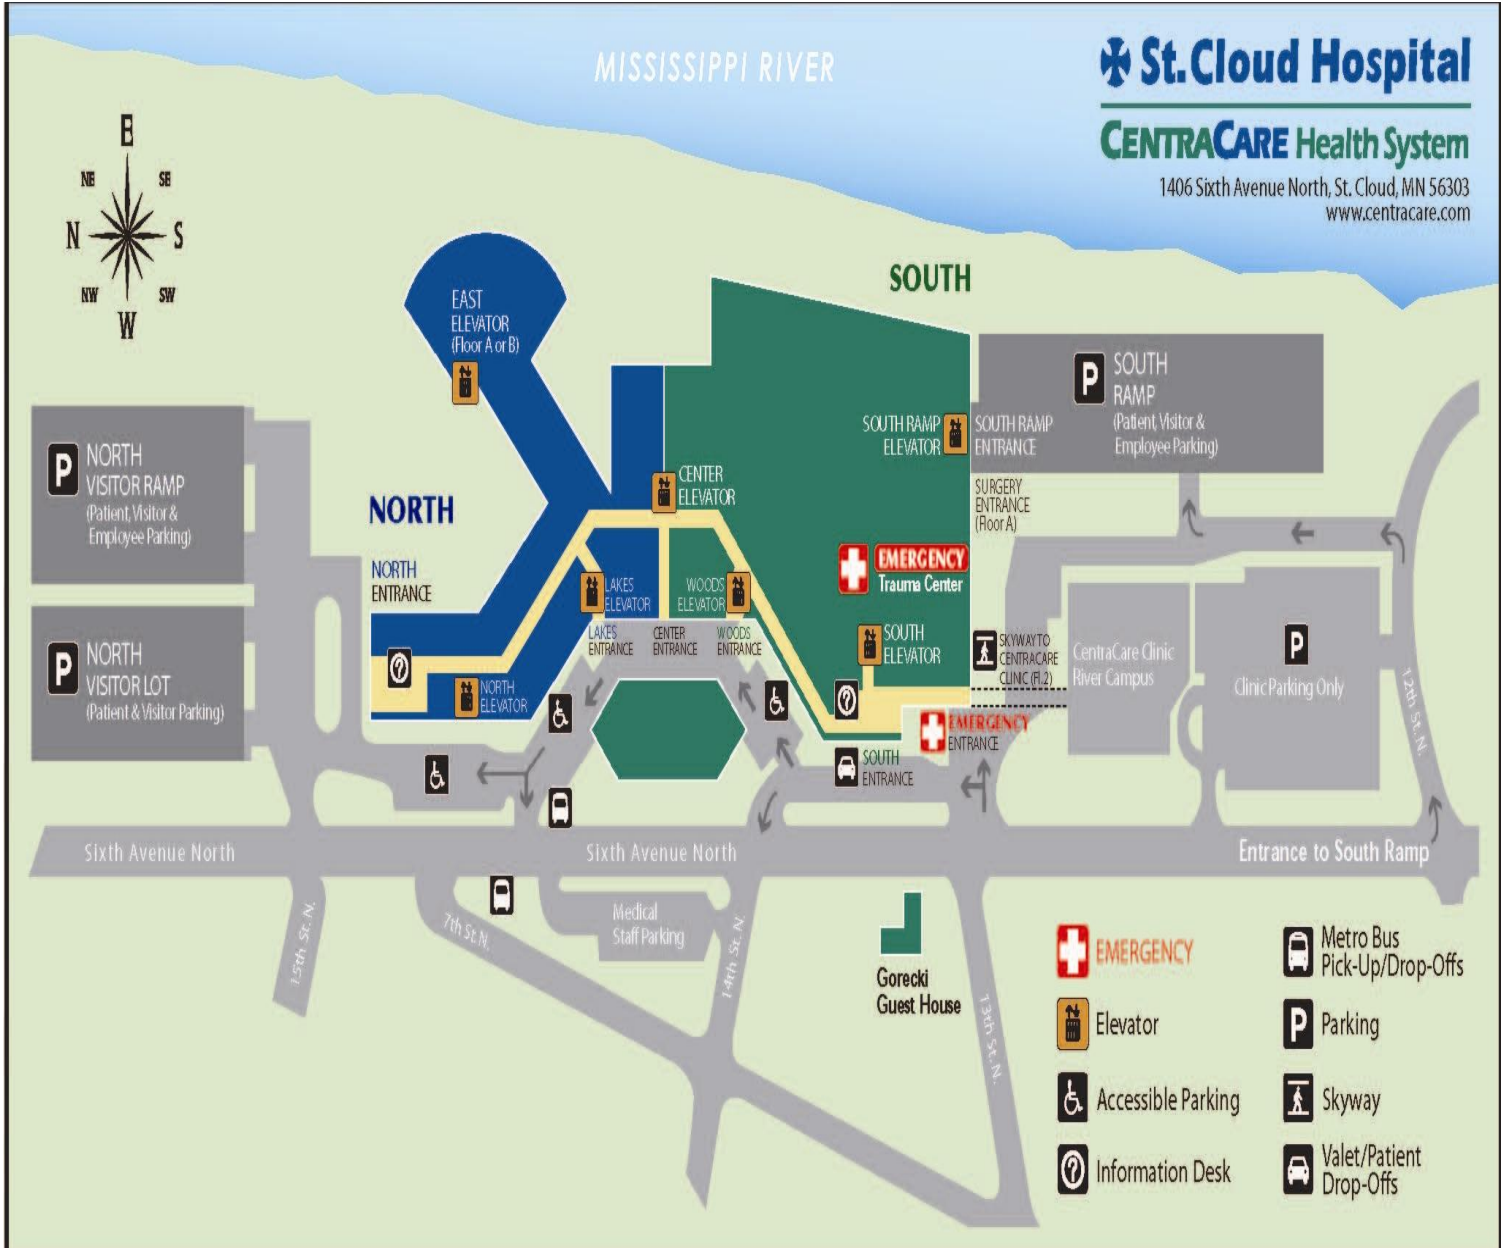 MISSISSIPPI RIVER
St. Cloud Hospital
CENTRACARE Health System
1406 Sixth Avenue North, St. Cloud, MN 56303
www.centracare.com
E
NE
SE
N
S
NW
SW
W
SOUTH
EAST
ELEVATOR
(Floor A or B)
P
SOUTH
RAMP
(Patient, Visitor &
Employee Parking)
SOUTH RAMP
ELEVATOR
SOUTH RAMP
ENTRANCE
P
NORTH
VISITOR RAMP
(Patient, Visitor &
Employee Parking)
CENTER
ELEVATOR
SURGERY
ENTRANCE
(Floor A)
NORTH
EMERGENCY
Trauma Center
NORTH
ENTRANCE
LAKES
ELEVATOR
WOODS
ELEVATOR
LAKES
ENTRANCE
CENTER
ENTRANCE
WOODS
ENTRANCE
SOUTH
ELEVATOR
SKYWAY TO
CENTRACARE
CLINIC (Fl.2)
CentraCare Clinic
River Campus
P
Clinic Parking Only
12th St. N.
P
NORTH
VISITOR LOT
(Patient & Visitor Parking)
?
NORTH
ELEVATOR
?
EMERGENCY
ENTRANCE
SOUTH
ENTRANCE
Sixth Avenue North
Sixth Avenue North
Entrance to South Ramp
15th St. N.
7th St. N.
Medical
Staff Parking
14th St. N.
Gorecki
Guest House
13th St. N.
EMERGENCY
Metro Bus
Pick-Up/Drop-Offs
Elevator
P
Parking
Accessible Parking
Skyway
?
Information Desk
Valet/Patient
Drop-Offs